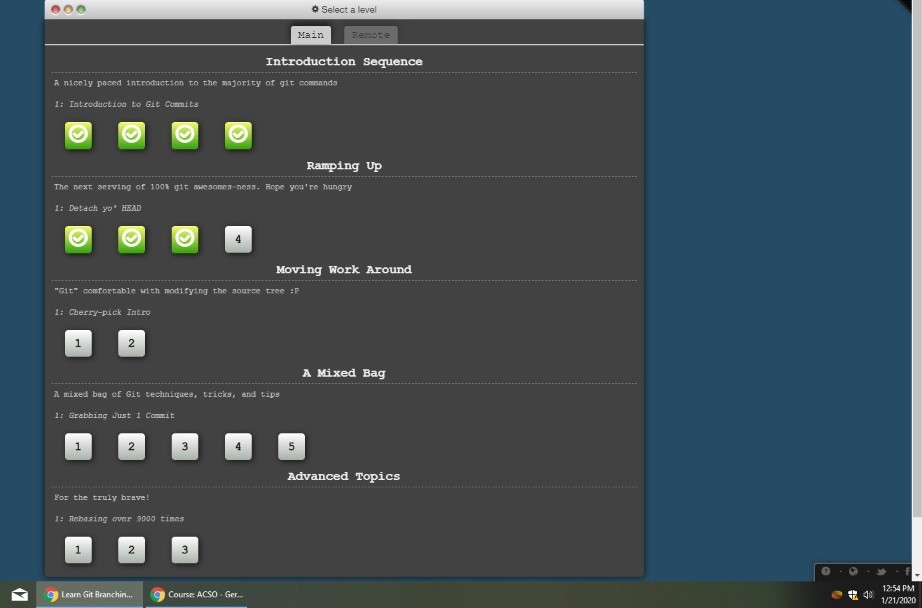 Select a level
Main Remote
Introduction Sequence
A nicely paced introduction to the majority of git commands
1: Introduction to Git Commits
Ramping Up
The next serving of 100% git awesomes-ness. Hope you're hungry
1: Detach yo' HEAD
4
Moving Work Around
"Git" comfortable with modifying the source tree :P
1: Cherry-pick Intro
1 2
A Mixed Bag
A mixed bag of Git techniques, tricks, and tips
1: Grabbing Just 1 Commit
1 2 3 4 5
Advanced Topics
For the truly brave!
1: Rebasing over 9000 times
1 2 3
Learn Git Branchin... Course: ACSO - Ger...
12:54 PM
1/21/2020